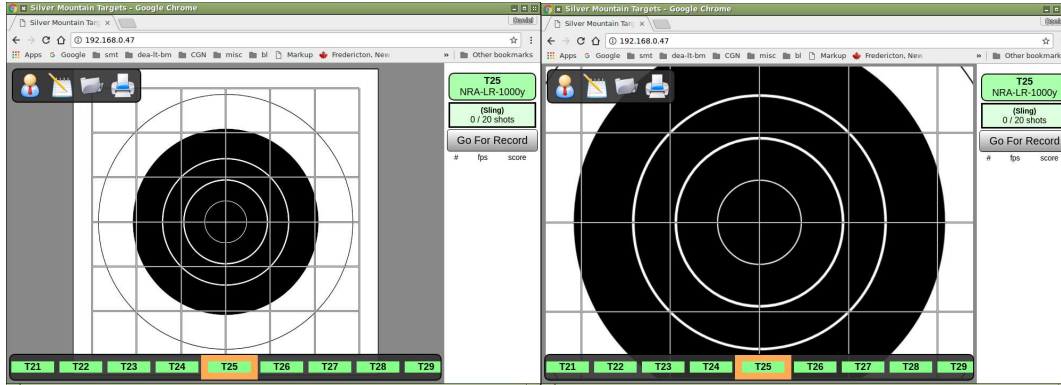 Silver Mountain Targets - Google Chrome
Daniel
Silver Mountain Tar
192.168.0.47
Apps Google smt dea-lt-bm CGN misc bl Markup Fredericton, New » Other bookmarks
T25
NRA-LR-1000y
(Sling)
0 / 20 shots
Go For Record
# fps score
T21 T22 T23 T24 T25 T26 T27 T28 T29
Silver Mountain Targets - Google Chrome
Daniel
Silver Mountain Tar
192.168.0.47
Apps Google smt dea-lt-bm CGN misc bl Markup Fredericton, New » Other bookmark
T25
NRA-LR-1000y
(Sling)
0 / 20 shots
Go For Record
# fps score
T21 T22 T23 T24 T25 T26 T27 T28 T29